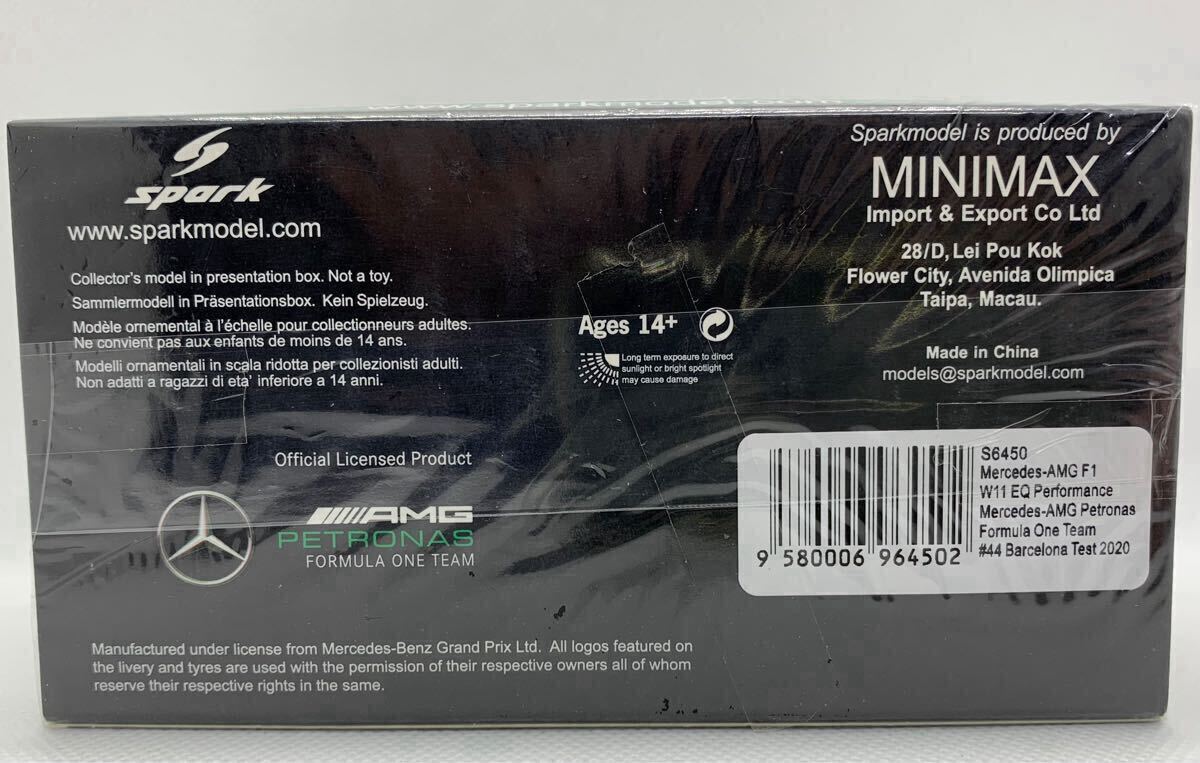 www.sparkmodel.com
spark
www.sparkmodel.com
Collector's model in presentation box. Not a toy.
Sammlermodell in Präsentationsbox. Kein Spielzeug.
Modèle ornemental à l'échelle pour collectionneurs adultes.
Ne convient pas aux enfants de moins de 14 ans.
Modelli ornamentali in scala ridotta per collezionisti adulti.
Non adatti a ragazzi di eta' inferiore a 14 anni.
Official Licensed Product
AMG
PETRONAS
FORMULA ONE TEAM
Manufactured under license from Mercedes-Benz Grand Prix Ltd. All logos featured on
the livery and tyres are used with the permission of their respective owners all of whom
reserve their respective rights in the same.
Ages 14+
Long term exposure to direct
sunlight or bright spotlight
may cause damage
Sparkmodel is produced by
MINIMAX
Import & Export Co Ltd
28/D, Lei Pou Kok
Flower City, Avenida Olimpica
Taipa, Macau.
Made in China
models@sparkmodel.com
S6450
Mercedes-AMG F1
W11 EQ Performance
Mercedes-AMG Petronas
Formula One Team
#44 Barcelona Test 2020
9 580006 964502
3